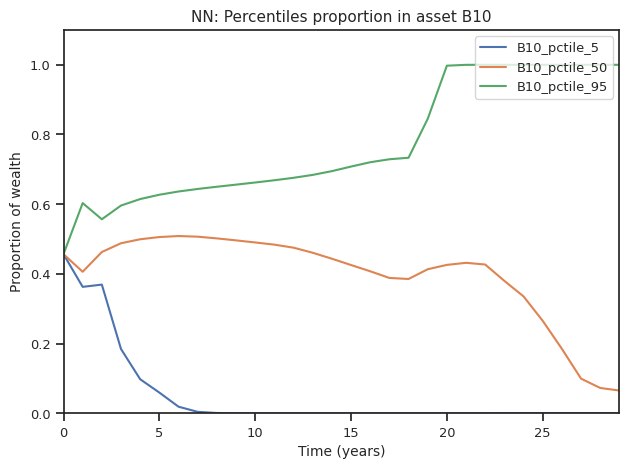 NN: Percentiles proportion in asset B10
B10_pctile_5
B10_pctile_50
B10_pctile_95
Proportion of wealth
1.0
0.8
0.6
0.4
0.2
0.0
0 5 10 15 20 25
Time (years)